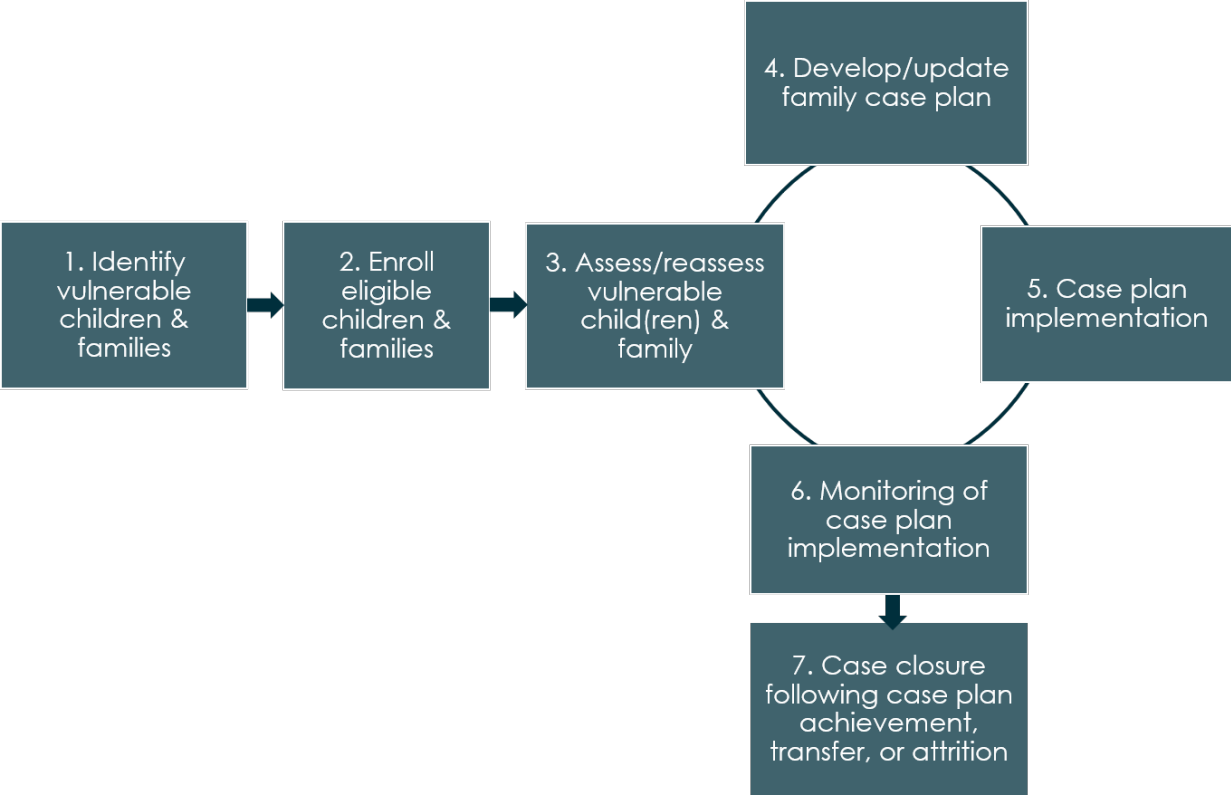 1. Identify
vulnerable
children &
families
2. Enroll
eligible
children &
families
3. Assess/reassess
vulnerable
child(ren) &
family
4. Develop/update
family case plan
5. Case plan
implementation
6. Monitoring of
case plan
implementation
7. Case closure
following case plan
achievement,
transfer, or attrition